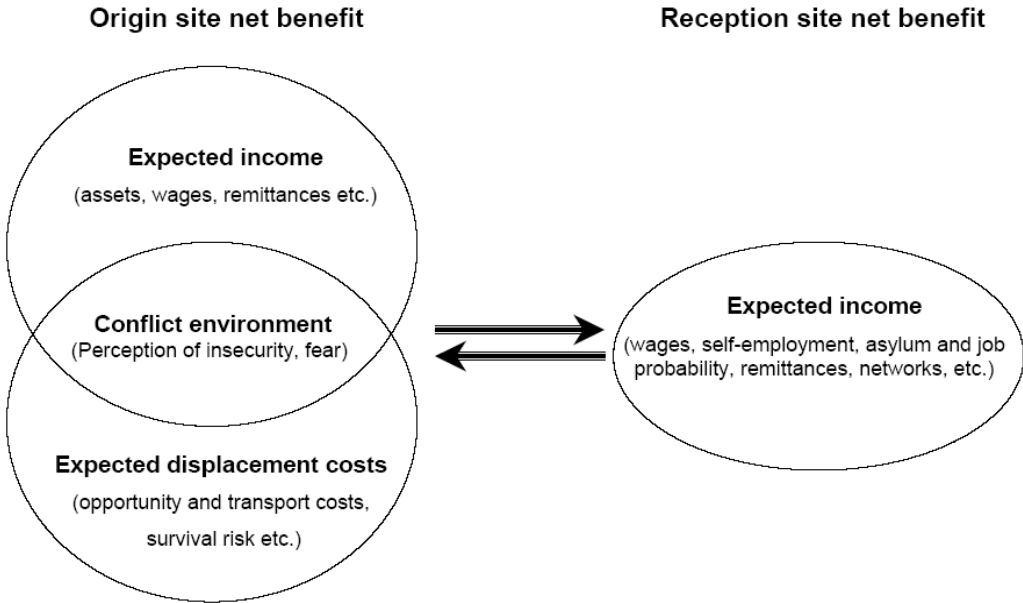 Origin site net benefit
Reception site net benefit
Expected income
(assets, wages, remittances etc.)
Conflict environment
(Perception of insecurity, fear)
Expected displacement costs
(opportunity and transport costs,
survival risk etc.)
Expected income
(wages, self-employment, asylum and job
probability, remittances, networks, etc.)